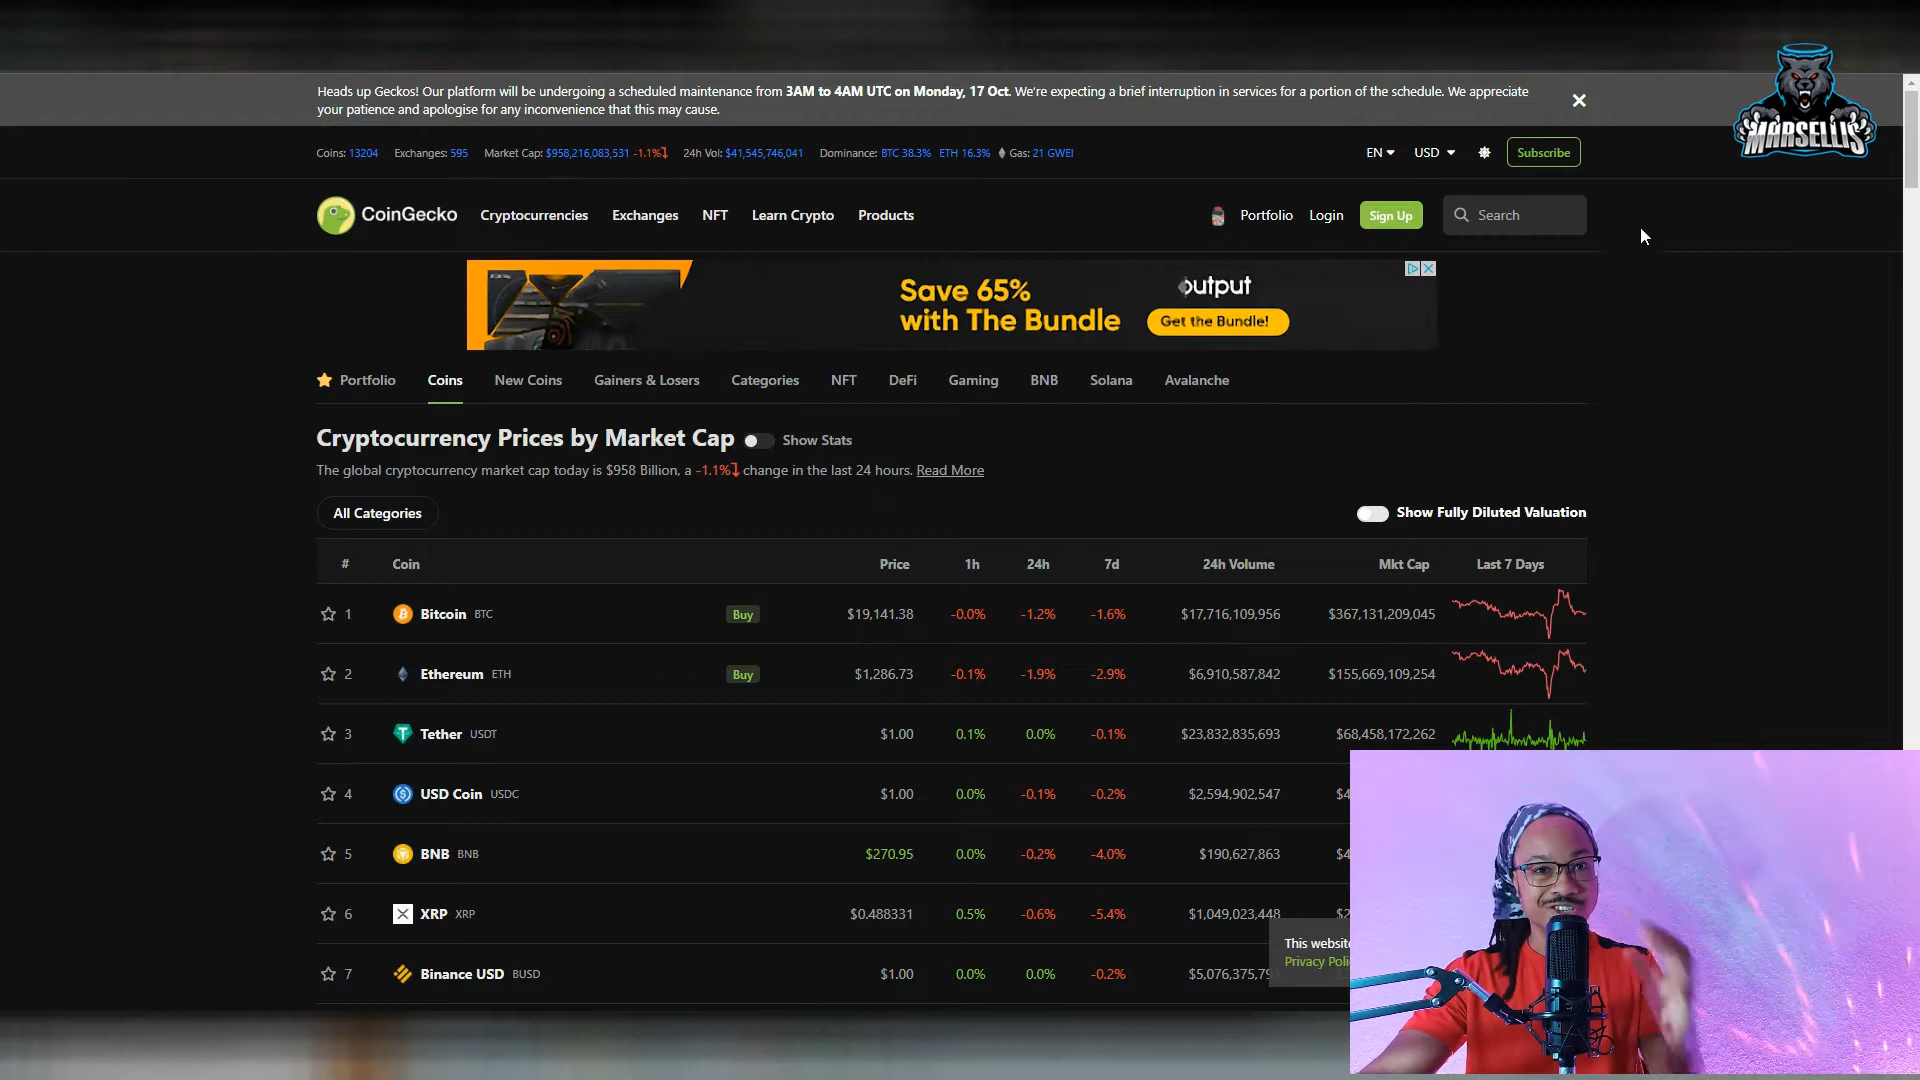 Heads up Geckos! Our platform will be undergoing a scheduled maintenance from 3AM to 4AM UTC on Monday, 17 Oct. We're expecting a brief interruption in services for a portion of the schedule. We appreciate
your patience and apologise for any inconvenience that this may cause.
MARSELLIS
Coins: 13204 Exchanges: 595 Market Cap: $958,216,083,531 -1.1% 24h Vol: $41,545,746,041 Dominance: BTC 38.3% ETH 16.3% Gas: 21 GWEI EN USD Subscribe
CoinGecko Cryptocurrencies Exchanges NFT Learn Crypto Products Portfolio Login Sign Up Search
Save 65%
with The Bundle
output
Get the Bundle!
Portfolio Coins New Coins Gainers & Losers Categories NFT DeFi Gaming BNB Solana Avalanche
Cryptocurrency Prices by Market Cap Show Stats
The global cryptocurrency market cap today is $958 Billion, a -1.1% change in the last 24 hours. Read More
All Categories Show Fully Diluted Valuation
# Coin Price 1h 24h 7d 24h Volume Mkt Cap Last 7 Days
1 Bitcoin BTC Buy $19,141.38 -0.0% -1.2% -1.6% $17,716,109,956 $367,131,209,045
2 Ethereum ETH Buy $1,286.73 -0.1% -1.9% -2.9% $6,910,587,842 $155,669,109,254
3 Tether USDT $1.00 0.1% 0.0% -0.1% $23,832,835,693 $68,458,172,262
4 USD Coin USDC $1.00 0.0% -0.1% -0.2% $2,594,902,547 $4
5 BNB BNB $270.95 0.0% -0.2% -4.0% $190,627,863 $4
6 XRP XRP $0.488331 0.5% -0.6% -5.4% $1,049,023,448 $2
7 Binance USD BUSD $1.00 0.0% 0.0% -0.2% $5,076,375,79
This website
Privacy Poli